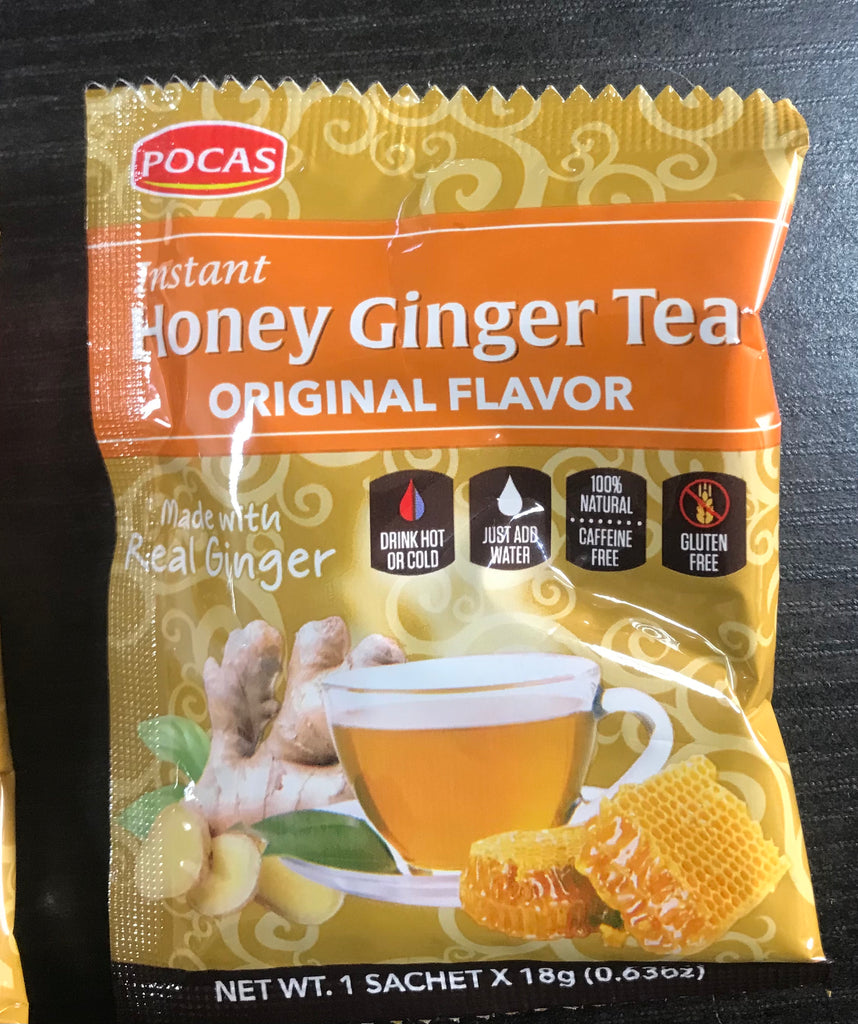 POCAS
Instant
Honey Ginger Tea
ORIGINAL FLAVOR
Made with
Real Ginger
DRINK HOT
OR COLD
JUST ADD
WATER
100%
NATURAL
CAFFEINE
FREE
GLUTEN
FREE
NET WT. 1 SACHET X 18g (0.63oz)